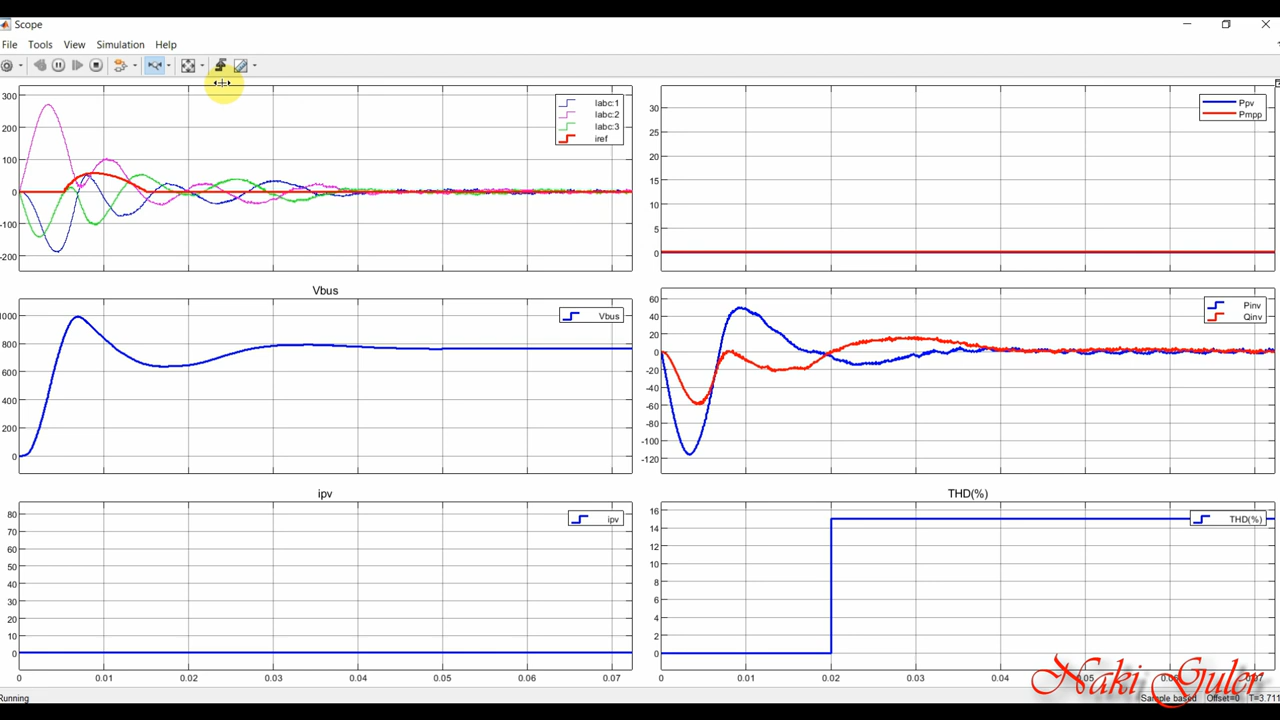 Scope
File Tools View Simulation Help
300
200
100
0
-100
-200
Iabc:1
Iabc:2
Iabc:3
iref
30
25
20
15
10
5
0
Ppv
Pmpp
Vbus
1000
800
600
400
200
0
Vbus
60
40
20
0
-20
-40
-60
-80
-100
-120
Pinv
Qinv
ipv
80
70
60
50
40
30
20
10
0
ipv
0 0.01 0.02 0.03 0.04 0.05 0.06 0.07
THD(%)
16
14
12
10
8
6
4
2
0
THD(%)
0 0.01 0.02 0.03 0.04 0.05
Naki Guler
Running
Sample based Offset=0 T=3.711